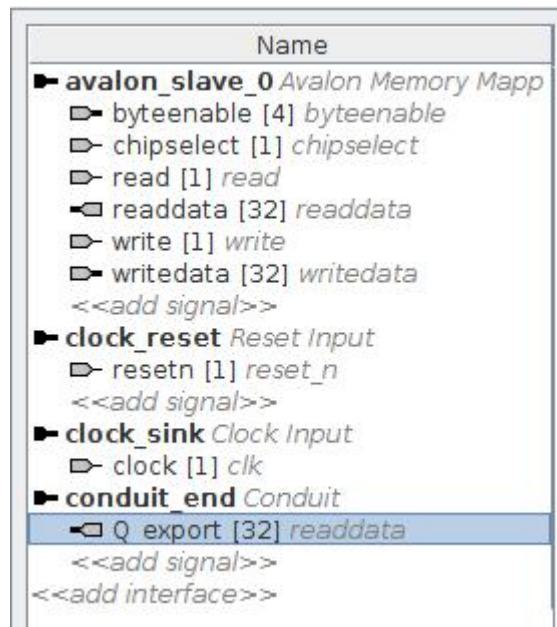 Name
avalon_slave_0 Avalon Memory Mapp
byteenable [4] byteenable
chipselect [1] chipselect
read [1] read
readdata [32] readdata
write [1] write
writedata [32] writedata
<<add signal>>
clock_reset Reset Input
resetn [1] reset_n
<<add signal>>
clock_sink Clock Input
clock [1] clk
<<add signal>>
conduit_end Conduit
Q_export [32] readdata
<<add signal>>
<<add interface>>